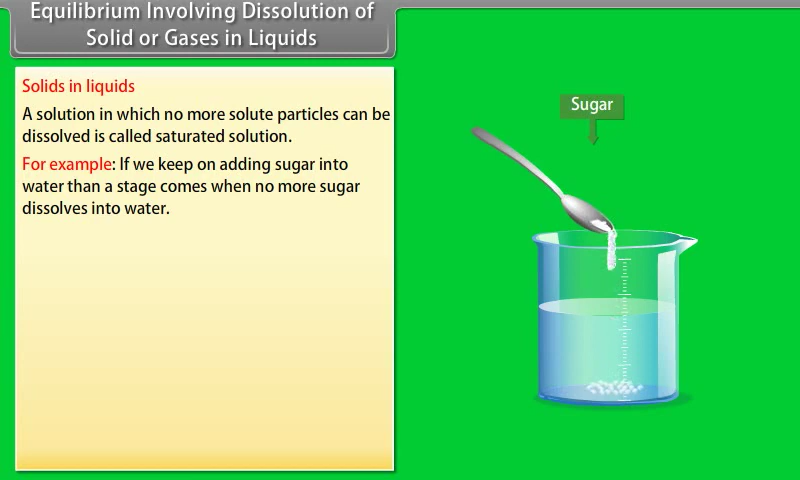 Equilibrium Involving Dissolution of
Solid or Gases in Liquids
Solids in liquids
A solution in which no more solute particles can be
dissolved is called saturated solution.
For example: If we keep on adding sugar into
water than a stage comes when no more sugar
dissolves into water.
Sugar